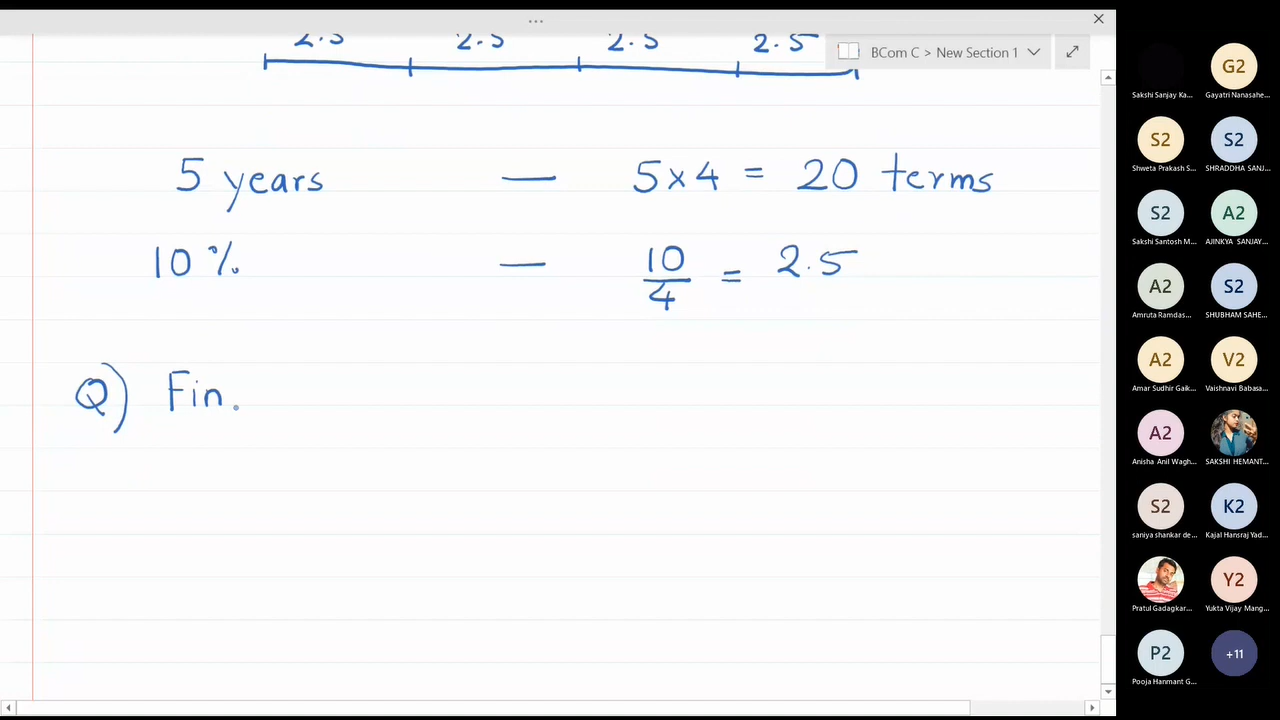 2.5 2.5 2.5 2.5
BCom C > New Section 1
5 years — 5x4 = 20 terms
10% — 10/4 = 2.5
Q) Fin.
G2
Sakshi Sanjay Ka... Gayatri Nanasahe...
S2 S2
Shweta Prakash S... SHRADDHA SANJ...
S2 A2
Sakshi Santosh M... AJINKYA SANJAY...
A2 S2
Amruta Ramdas... SHUBHAM SAHE...
A2 V2
Amar Sudhir Gaik... Vaishnavi Babasa...
A2
Anisha Anil Wagh... SAKSHI HEMANT...
S2 K2
saniya shankar de... Kajal Hansraj Yad...
Y2
Pratul Gadagkar... Yukta Vijay Mang...
P2 +11
Pooja Hanmant G...